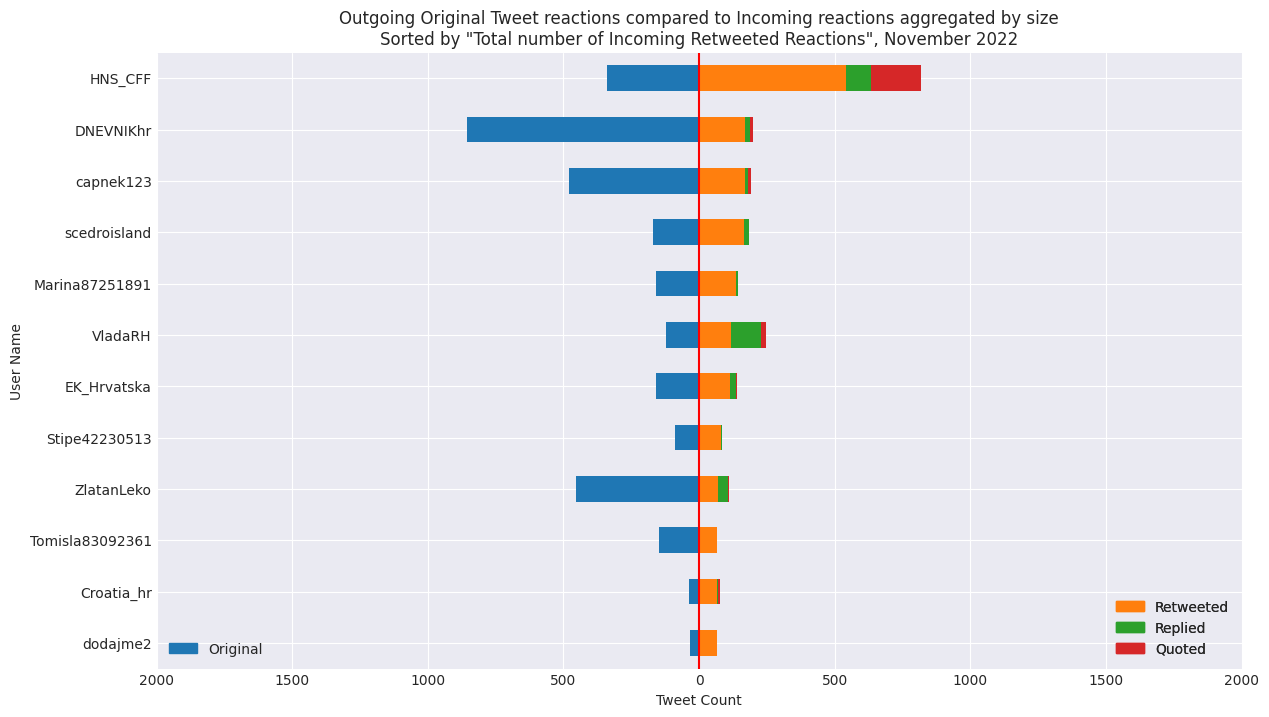 Outgoing Original Tweet reactions compared to Incoming reactions aggregated by size
Sorted by "Total number of Incoming Retweeted Reactions", November 2022
User Name
HNS_CFF
DNEVNIKhr
capnek123
scedroisland
Marina87251891
VladaRH
EK_Hrvatska
Stipe42230513
ZlatanLeko
Tomisla83092361
Croatia_hr
dodajme2
Original
Retweeted
Replied
Quoted
2000 1500 1000 500 0 500 1000 1500 2000
Tweet Count